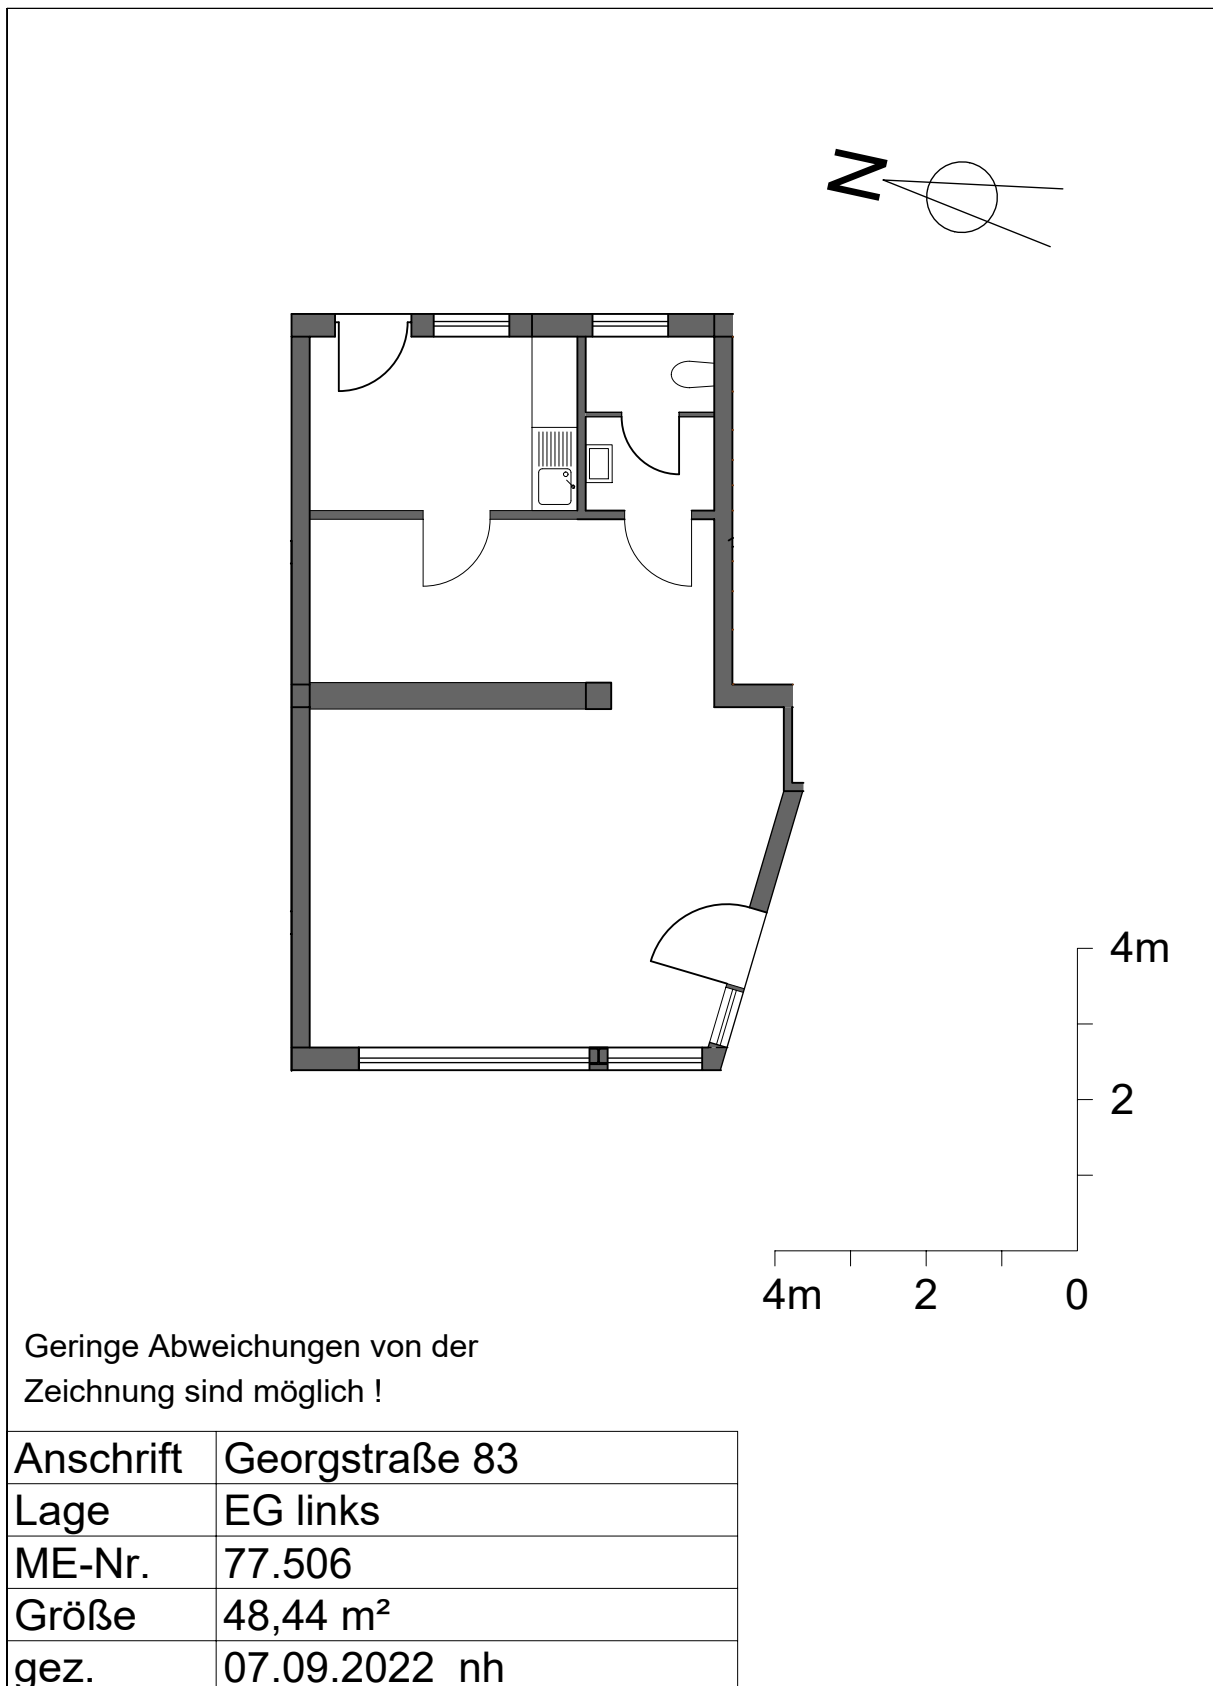 N
4m
2
4m 2 0
Geringe Abweichungen von der
Zeichnung sind möglich !
Anschrift Georgstraße 83
Lage EG links
ME-Nr. 77.506
Größe 48,44 m²
gez. 07.09.2022 nh